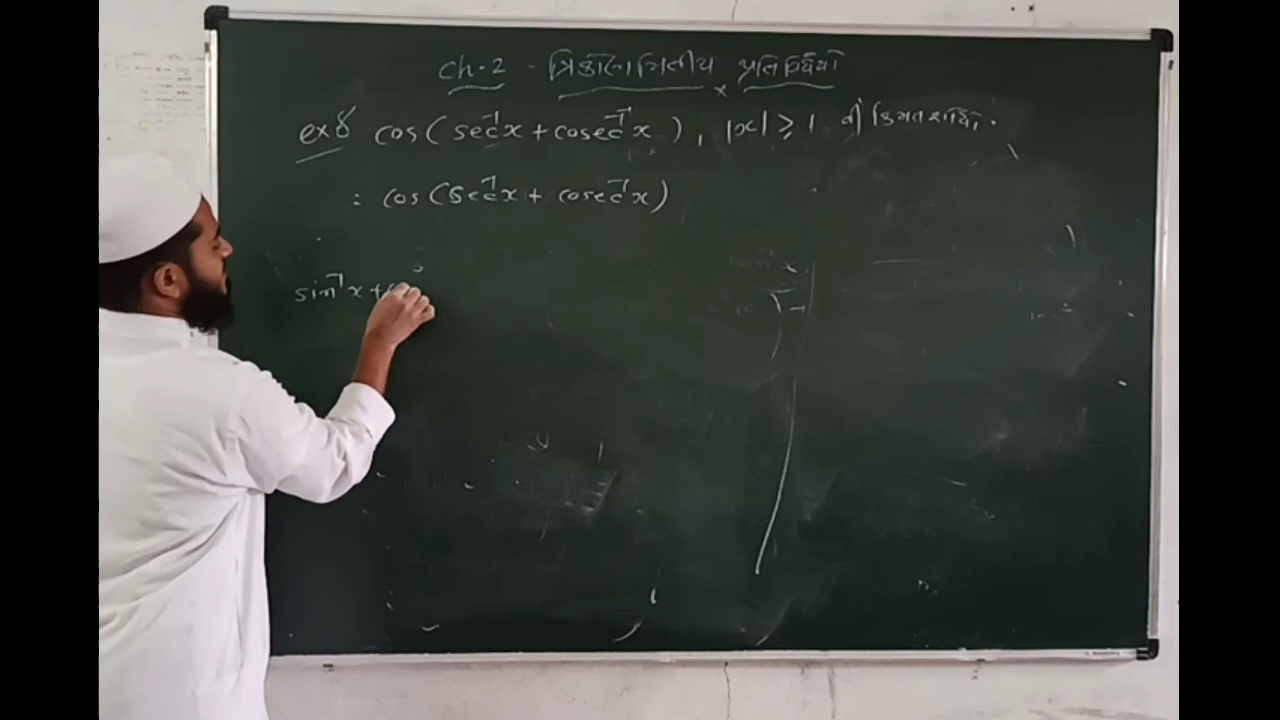 Ch.2 - ત્રિકોણમિતીય પ્રતિવિધેયો
ex 8 cos(sec⁻¹x + cosec⁻¹x), |x| ≥ 1 ની કિંમત શોધો.
: cos(sec⁻¹x + cosec⁻¹x)
sin⁻¹x +